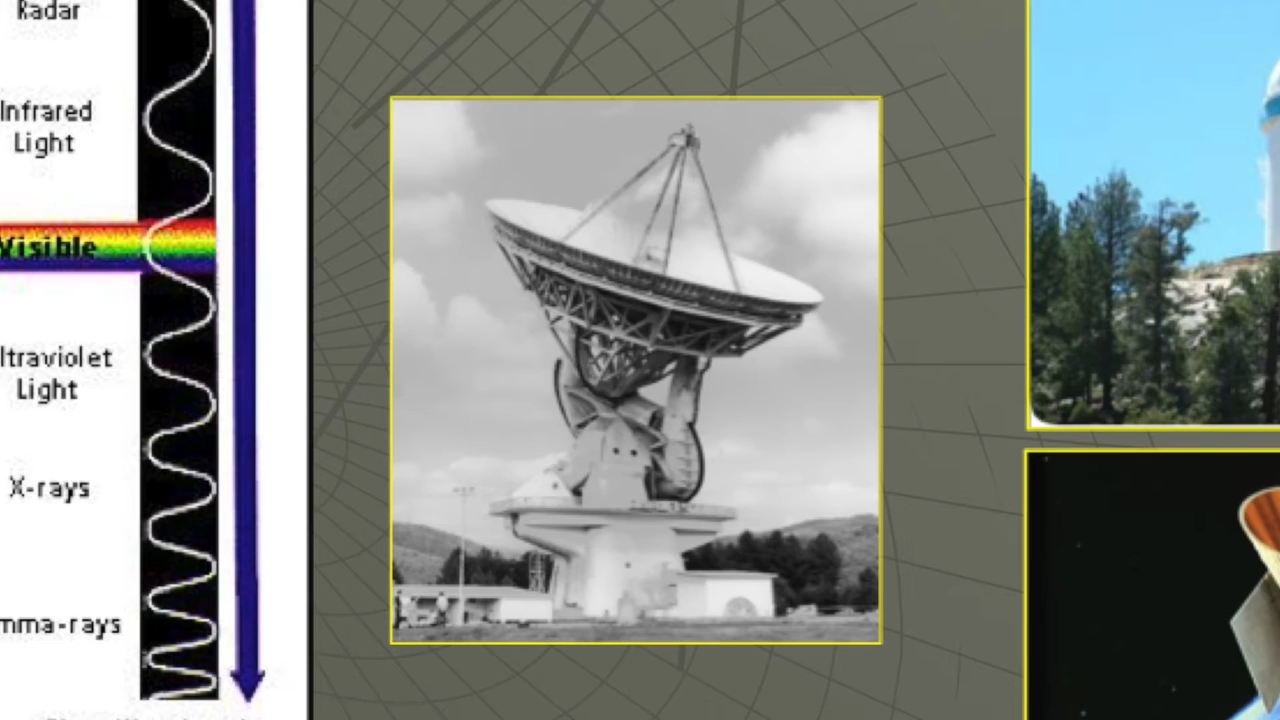 Radar
Infrared
Light
Visible
ltraviolet
Light
X-rays
mma-rays